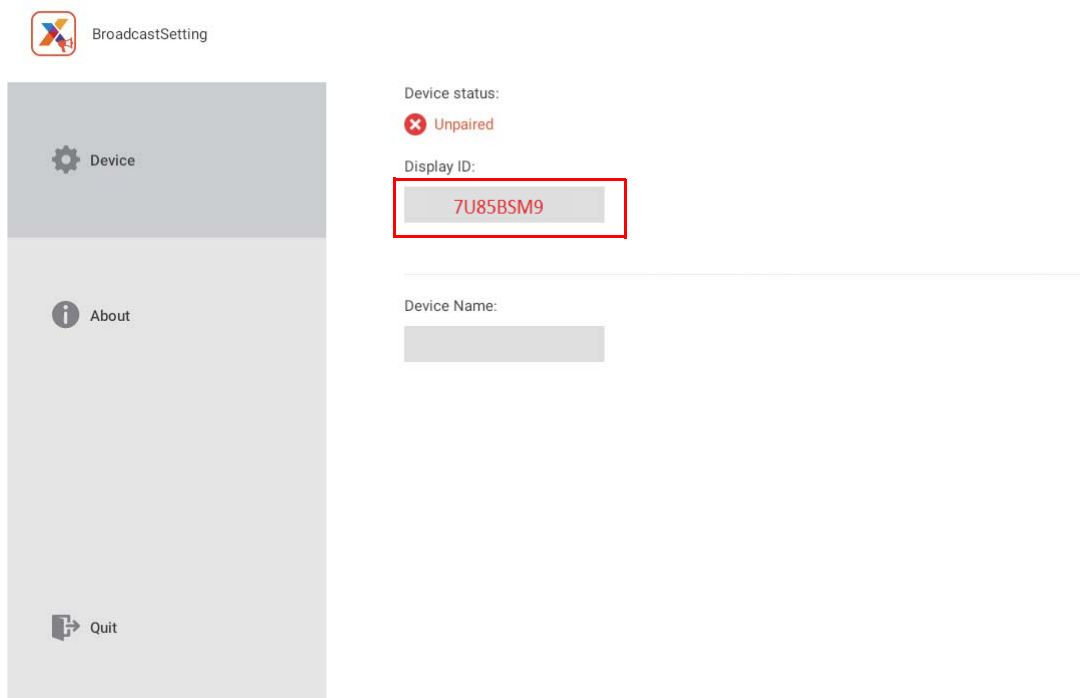 BroadcastSetting
Device
About
Quit
Device status:
Unpaired
Display ID:
7U85BSM9
Device Name: